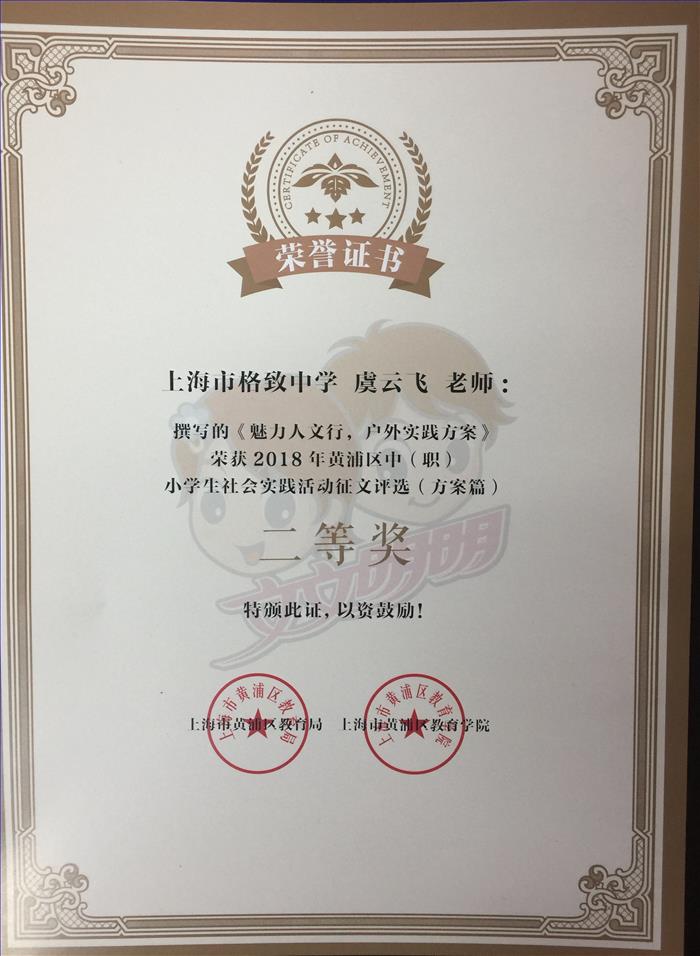 CERTIFICATE OF ACHIEVEMENT
荣誉证书
上海市格致中学 虞云飞 老师：
撰写的《魅力人文行，户外实践方案》
荣获2018年黄浦区中（职）
小学生社会实践活动征文评选（方案篇）
二等奖
文文明明
特颁此证，以资鼓励！
上海市黄浦区教育局 上海市黄浦区教育学院
上海市黄浦区教育局
上海市黄浦区教育学院